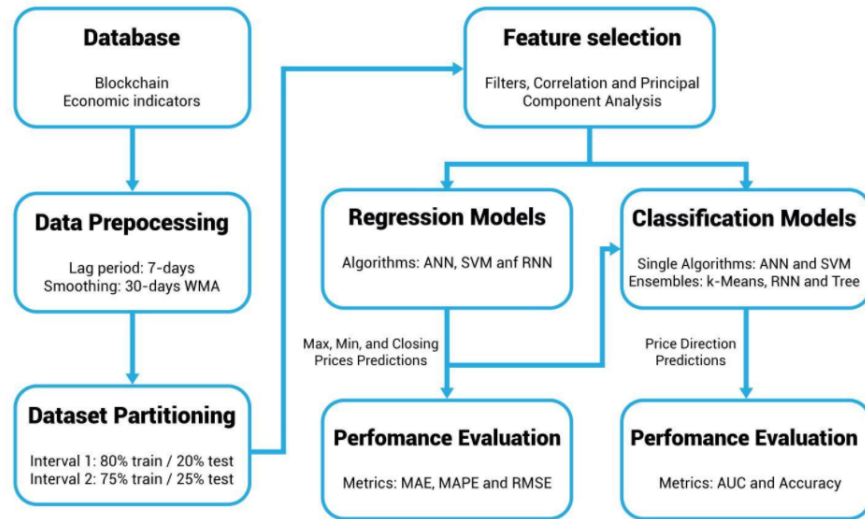 Database
Blockchain
Economic indicators
Data Prepocessing
Lag period: 7-days
Smoothing: 30-days WMA
Dataset Partitioning
Interval 1: 80% train / 20% test
Interval 2: 75% train / 25% test
Feature selection
Filters, Correlation and Principal
Component Analysis
Regression Models
Algorithms: ANN, SVM anf RNN
Max, Min, and Closing
Prices Predictions
Perfomance Evaluation
Metrics: MAE, MAPE and RMSE
Classification Models
Single Algorithms: ANN and SVM
Ensembles: k-Means, RNN and Tree
Price Direction
Predictions
Perfomance Evaluation
Metrics: AUC and Accuracy